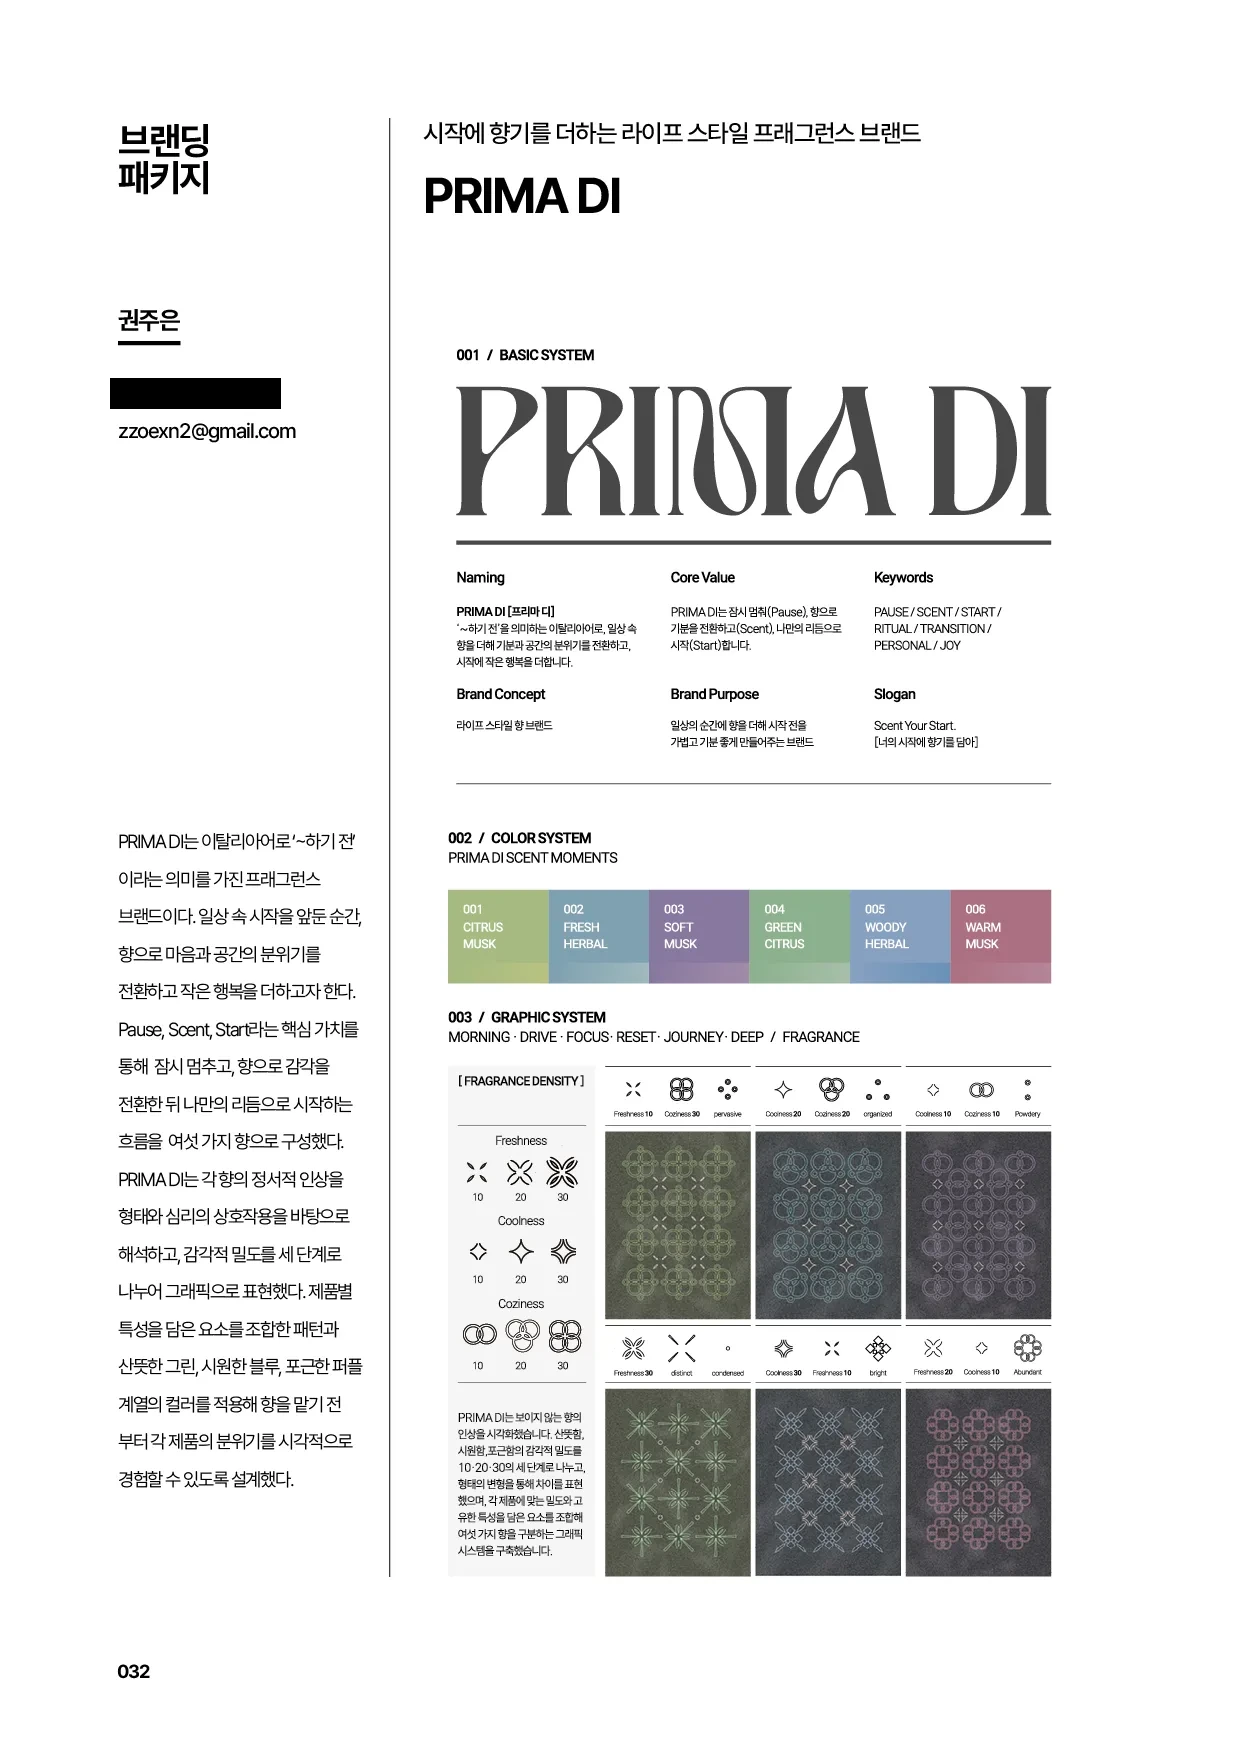 브랜딩
패키지
시작에 향기를 더하는 라이프 스타일 프래그런스 브랜드
PRIMA DI
권주은
zzoexn2@gmail.com
PRIMA DI는 이탈리아어로 '~하기 전'
이라는 의미를 가진 프래그런스
브랜드이다. 일상 속 시작을 앞둔 순간,
향으로 마음과 공간의 분위기를
전환하고 작은 행복을 더하고자 한다.
Pause, Scent, Start라는 핵심 가치를
통해 잠시 멈추고, 향으로 감각을
전환한 뒤 나만의 리듬으로 시작하는
흐름을 여섯 가지 향으로 구성했다.
PRIMA DI는 각 향의 정서적 인상을
형태와 심리의 상호작용을 바탕으로
해석하고, 감각적 밀도를 세 단계로
나누어 그래픽으로 표현했다. 제품별
특성을 담은 요소를 조합한 패턴과
산뜻한 그린, 시원한 블루, 포근한 퍼플
계열의 컬러를 적용해 향을 맡기 전
부터 각 제품의 분위기를 시각적으로
경험할 수 있도록 설계했다.
001 / BASIC SYSTEM
PRIMA DI
Naming
PRIMA DI [프리마 디]
'~하기 전'을 의미하는 이탈리아어로, 일상 속
향을 더해 기분과 공간의 분위기를 전환하고,
시작에 작은 행복을 더합니다.
Core Value
PRIMA DI는 잠시 멈춰(Pause), 향으로
기분을 전환하고(Scent), 나만의 리듬으로
시작(Start)합니다.
Keywords
PAUSE / SCENT / START /
RITUAL / TRANSITION /
PERSONAL / JOY
Brand Concept
라이프 스타일 향 브랜드
Brand Purpose
일상의 순간에 향을 더해 시작 전을
가볍고 기분 좋게 만들어주는 브랜드
Slogan
Scent Your Start.
[너의 시작에 향기를 담아]
002 / COLOR SYSTEM
PRIMA DI SCENT MOMENTS
001
CITRUS
MUSK
002
FRESH
HERBAL
003
SOFT
MUSK
004
GREEN
CITRUS
005
WOODY
HERBAL
006
WARM
MUSK
003 / GRAPHIC SYSTEM
MORNING · DRIVE · FOCUS · RESET · JOURNEY · DEEP / FRAGRANCE
[ FRAGRANCE DENSITY ]
Freshness
10 20 30
Coolness
10 20 30
Coziness
10 20 30
PRIMA DI는 보이지 않는 향의
인상을 시각화했습니다. 산뜻함,
시원함,포근함의 감각적 밀도를
10·20·30의 세 단계로 나누고,
형태의 변형을 통해 차이를 표현
했으며, 각 제품에 맞는 밀도와 고
유한 특성을 담은 요소를 조합해
여섯 가지 향을 구분하는 그래픽
시스템을 구축했습니다.
Freshness 10 Coziness 30 pervasive
Coolness 20 Coziness 20 organized
Coolness 10 Coziness 10 Powdery
Freshness 30 distinct condensed
Coolness 30 Freshness 10 bright
Freshness 20 Coolness 10 Abundant
032